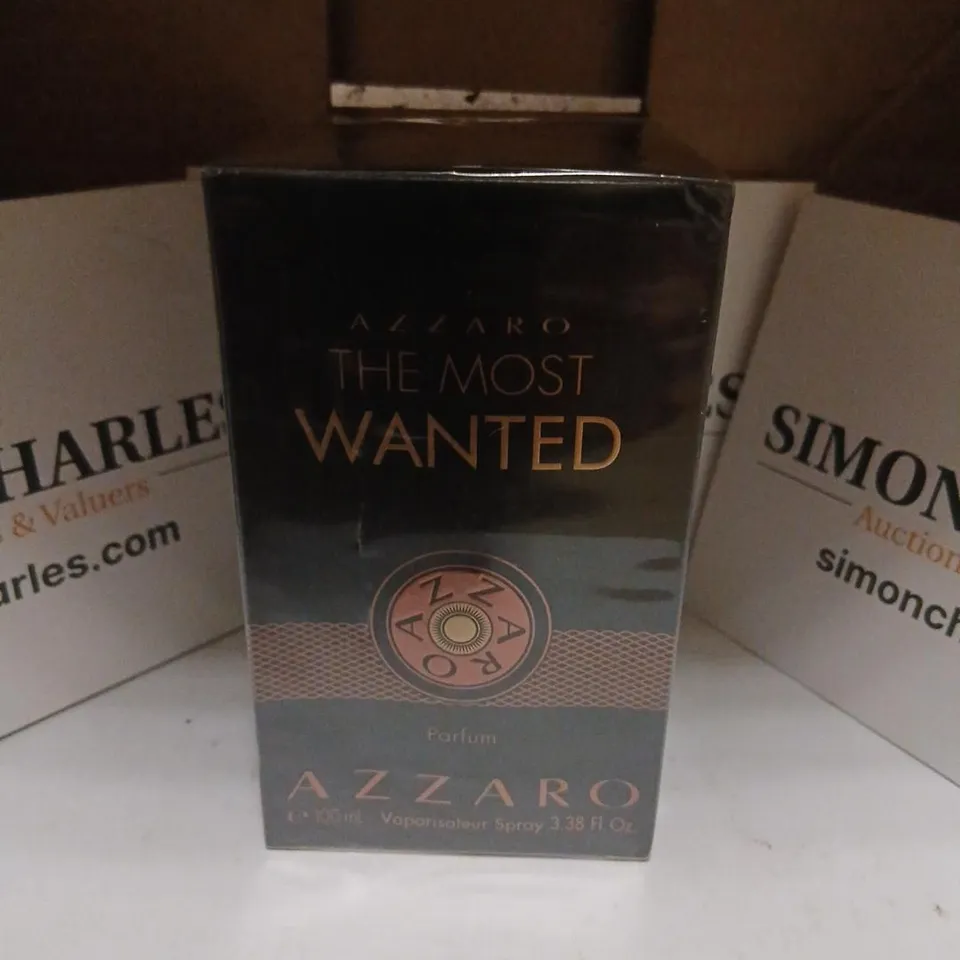 AZZARO
THE MOST
WANTED
AZZARO
Parfum
AZZARO
e 100 mL Vaporisateur Spray 3.38 Fl Oz.
HARLES
& Valuers
arles.com
ES
SIMON
Auction
simonch